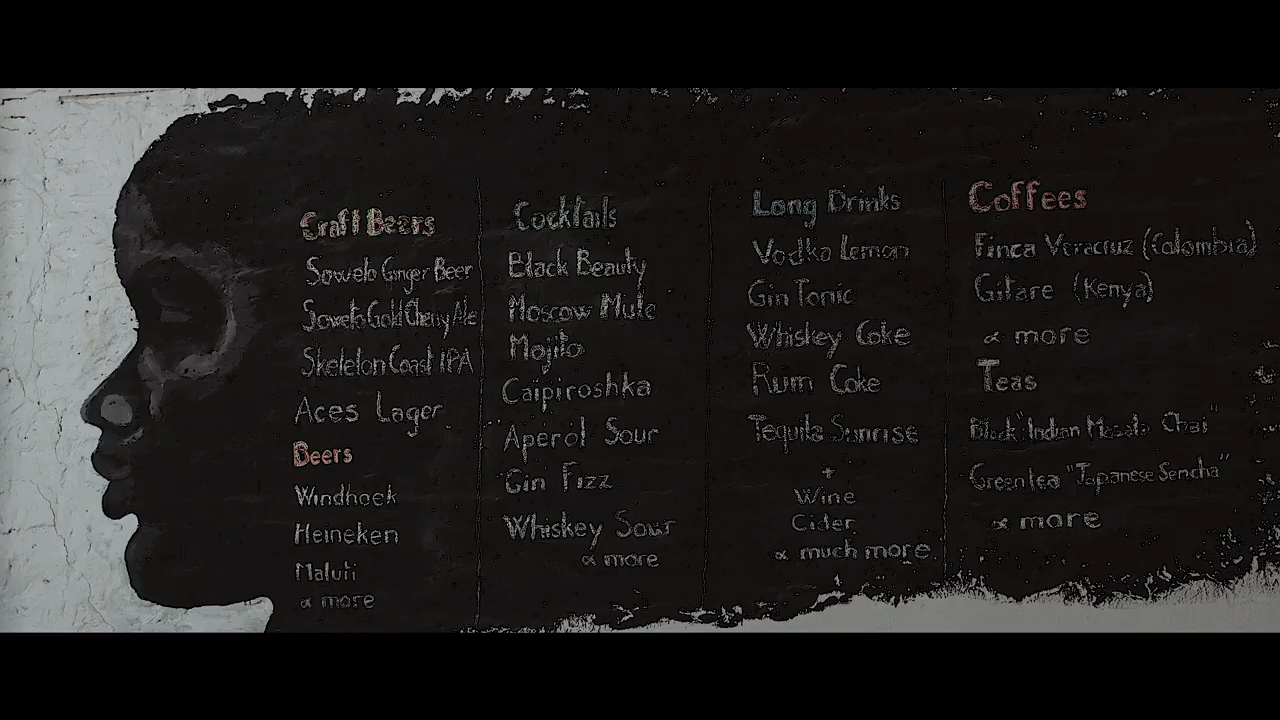 Craft Beers
Soweto Ginger Beer
Soweto Gold Cherry Ale
Skeleton Coast IPA
Aces Lager
Beers
Windhoek
Heineken
Maluti
& more
Cocktails
Black Beauty
Moscow Mule
Mojito
Caipiroshka
Aperol Sour
Gin Fizz
Whiskey Sour
& more
Long Drinks
Vodka Lemon
Gin Tonic
Whiskey Coke
Rum Coke
Tequila Sunrise
+
Wine
Cider
& much more
Coffees
Finca Veracruz (Colombia)
Gitare (Kenya)
& more
Teas
Black "Indian Masala Chai"
Green tea "Japanese Sencha"
& more